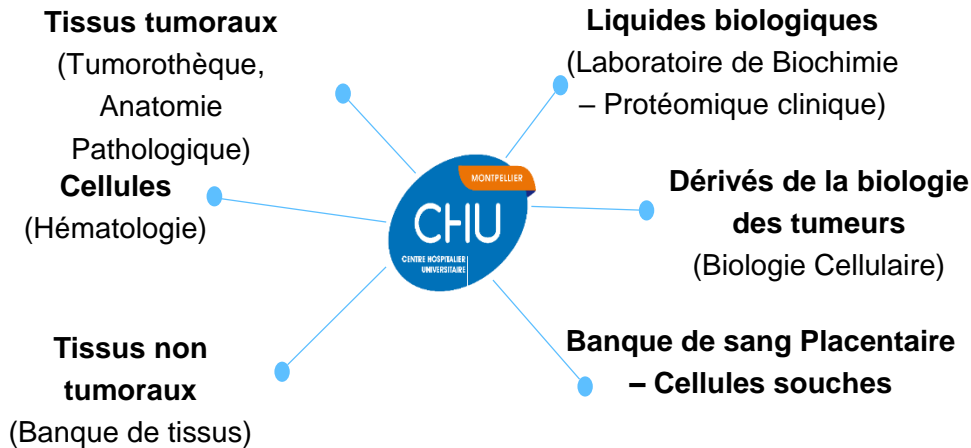 Tissus tumoraux
(Tumorothèque,
Anatomie
Pathologique)
Cellules
(Hématologie)
Tissus non
tumoraux
(Banque de tissus)
MONTPELLIER
CHU
CENTRE HOSPITALIER
UNIVERSITAIRE
Liquides biologiques
(Laboratoire de Biochimie
– Protéomique clinique)
Dérivés de la biologie
des tumeurs
(Biologie Cellulaire)
Banque de sang Placentaire
– Cellules souches